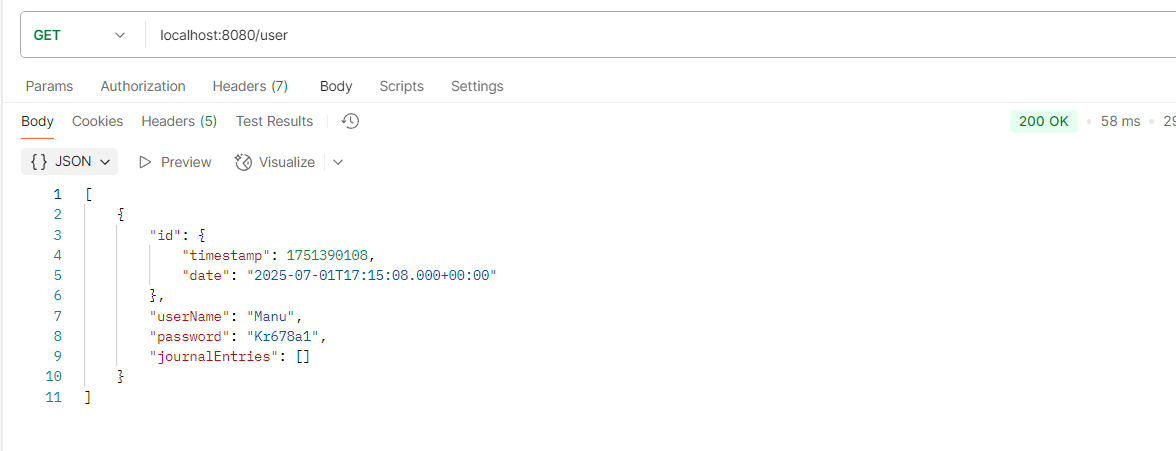 GET localhost:8080/user
Params Authorization Headers (7) Body Scripts Settings
Body Cookies Headers (5) Test Results 200 OK • 58 ms • 29
{} JSON Preview Visualize
1 [
2 {
3 "id": {
4 "timestamp": 1751390108,
5 "date": "2025-07-01T17:15:08.000+00:00"
6 },
7 "userName": "Manu",
8 "password": "Kr678a1",
9 "journalEntries": []
10 }
11 ]